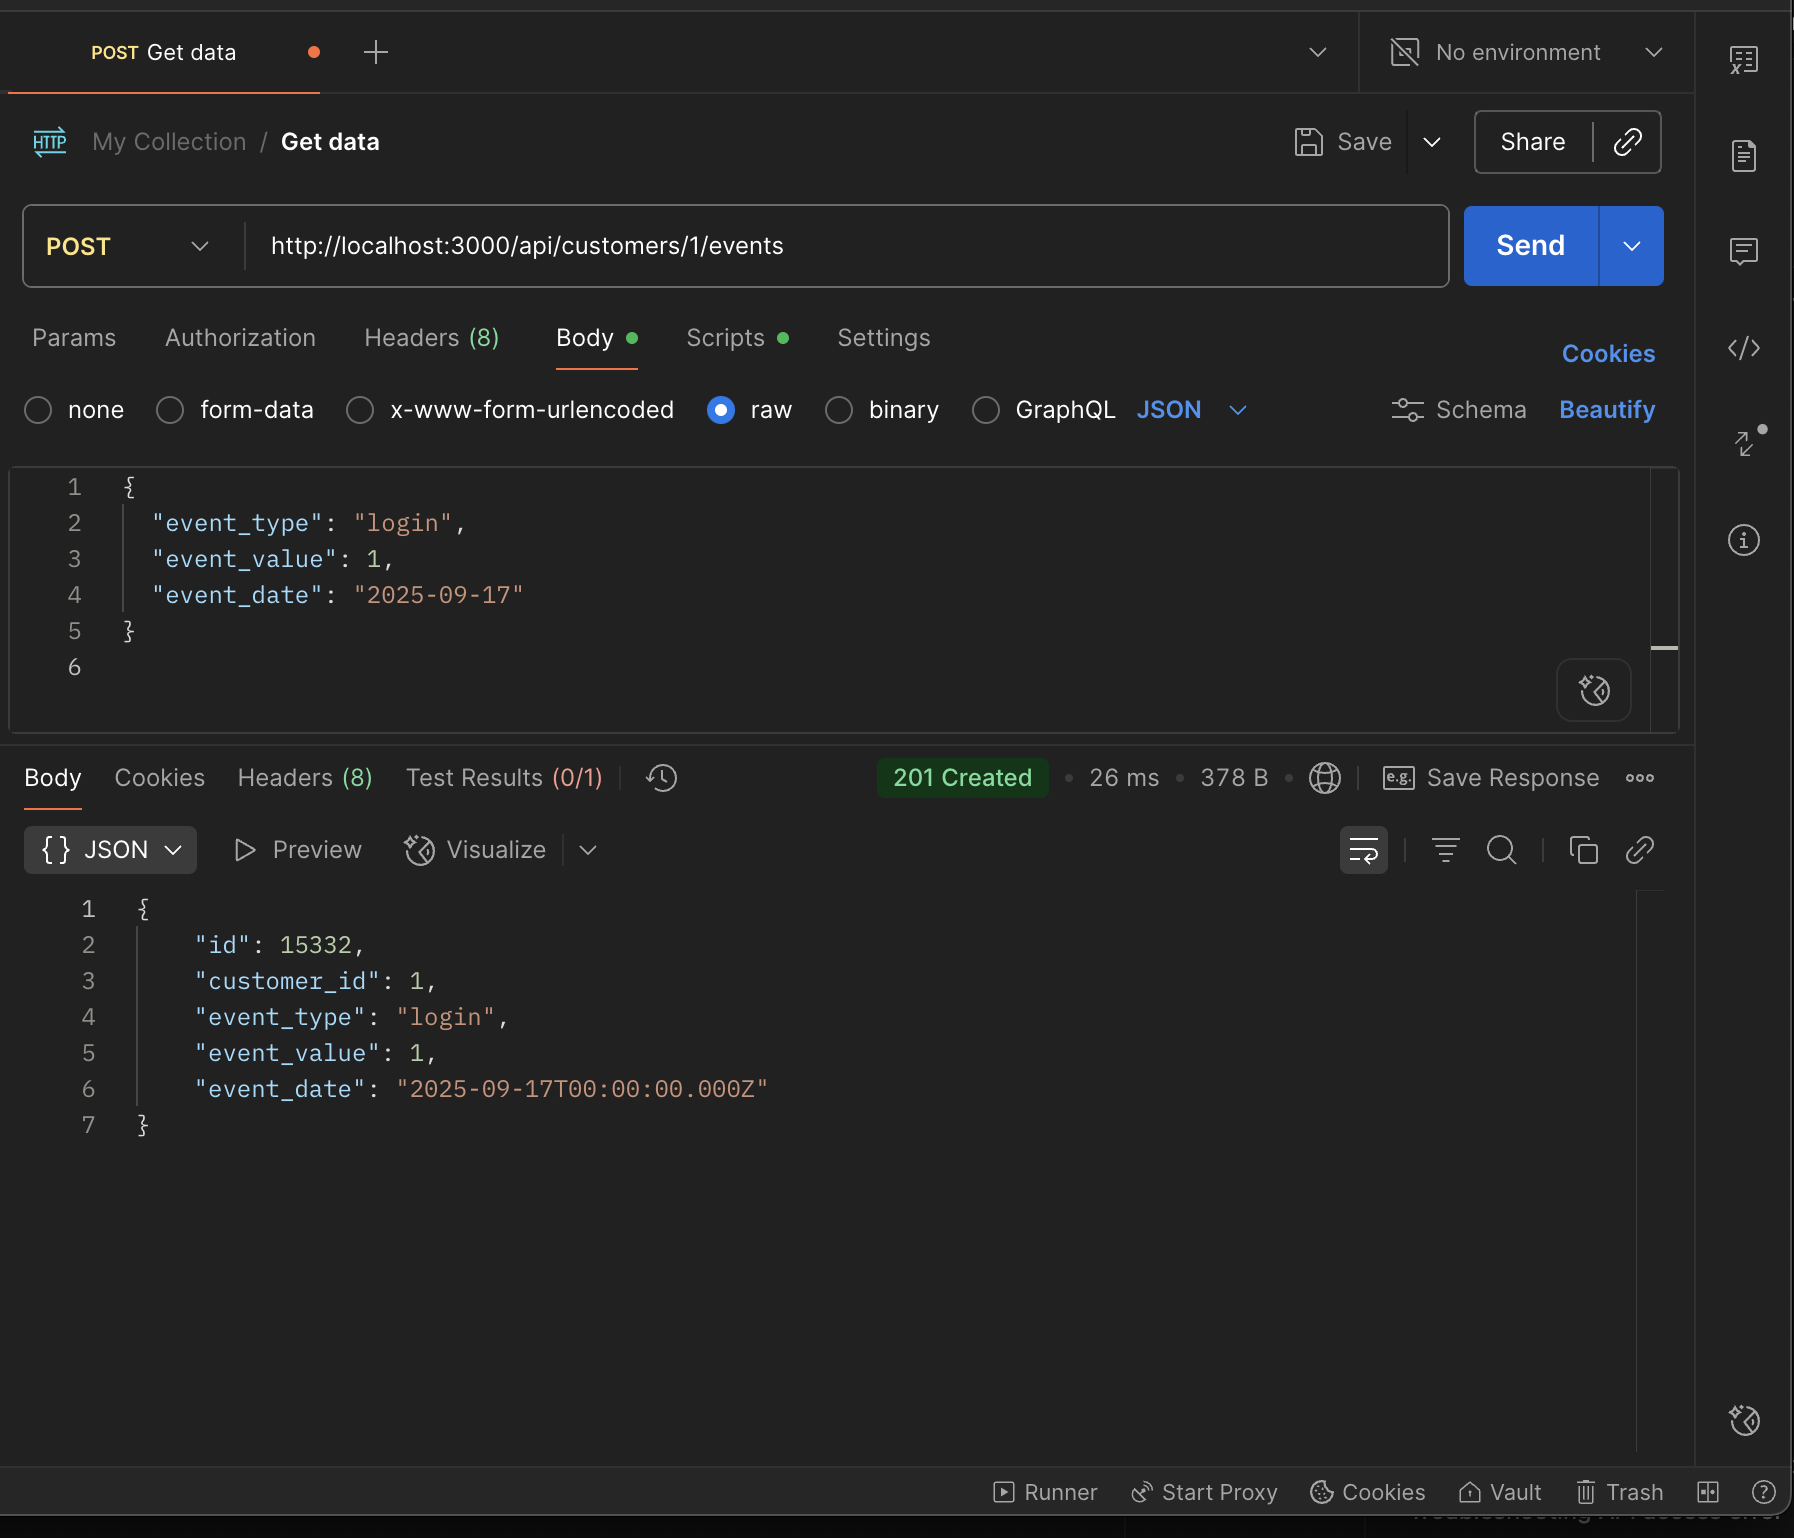 POST Get data
No environment
HTTP My Collection / Get data
Save
Share
POST
http://localhost:3000/api/customers/1/events
Send
Params Authorization Headers (8) Body Scripts Settings
Cookies
none form-data x-www-form-urlencoded raw binary GraphQL JSON
Schema Beautify
1 {
2 "event_type": "login",
3 "event_value": 1,
4 "event_date": "2025-09-17"
5 }
6
Body Cookies Headers (8) Test Results (0/1)
201 Created • 26 ms • 378 B •
e.g. Save Response
{} JSON Preview Visualize
1 {
2 "id": 15332,
3 "customer_id": 1,
4 "event_type": "login",
5 "event_value": 1,
6 "event_date": "2025-09-17T00:00:00.000Z"
7 }
Runner Start Proxy Cookies Vault Trash